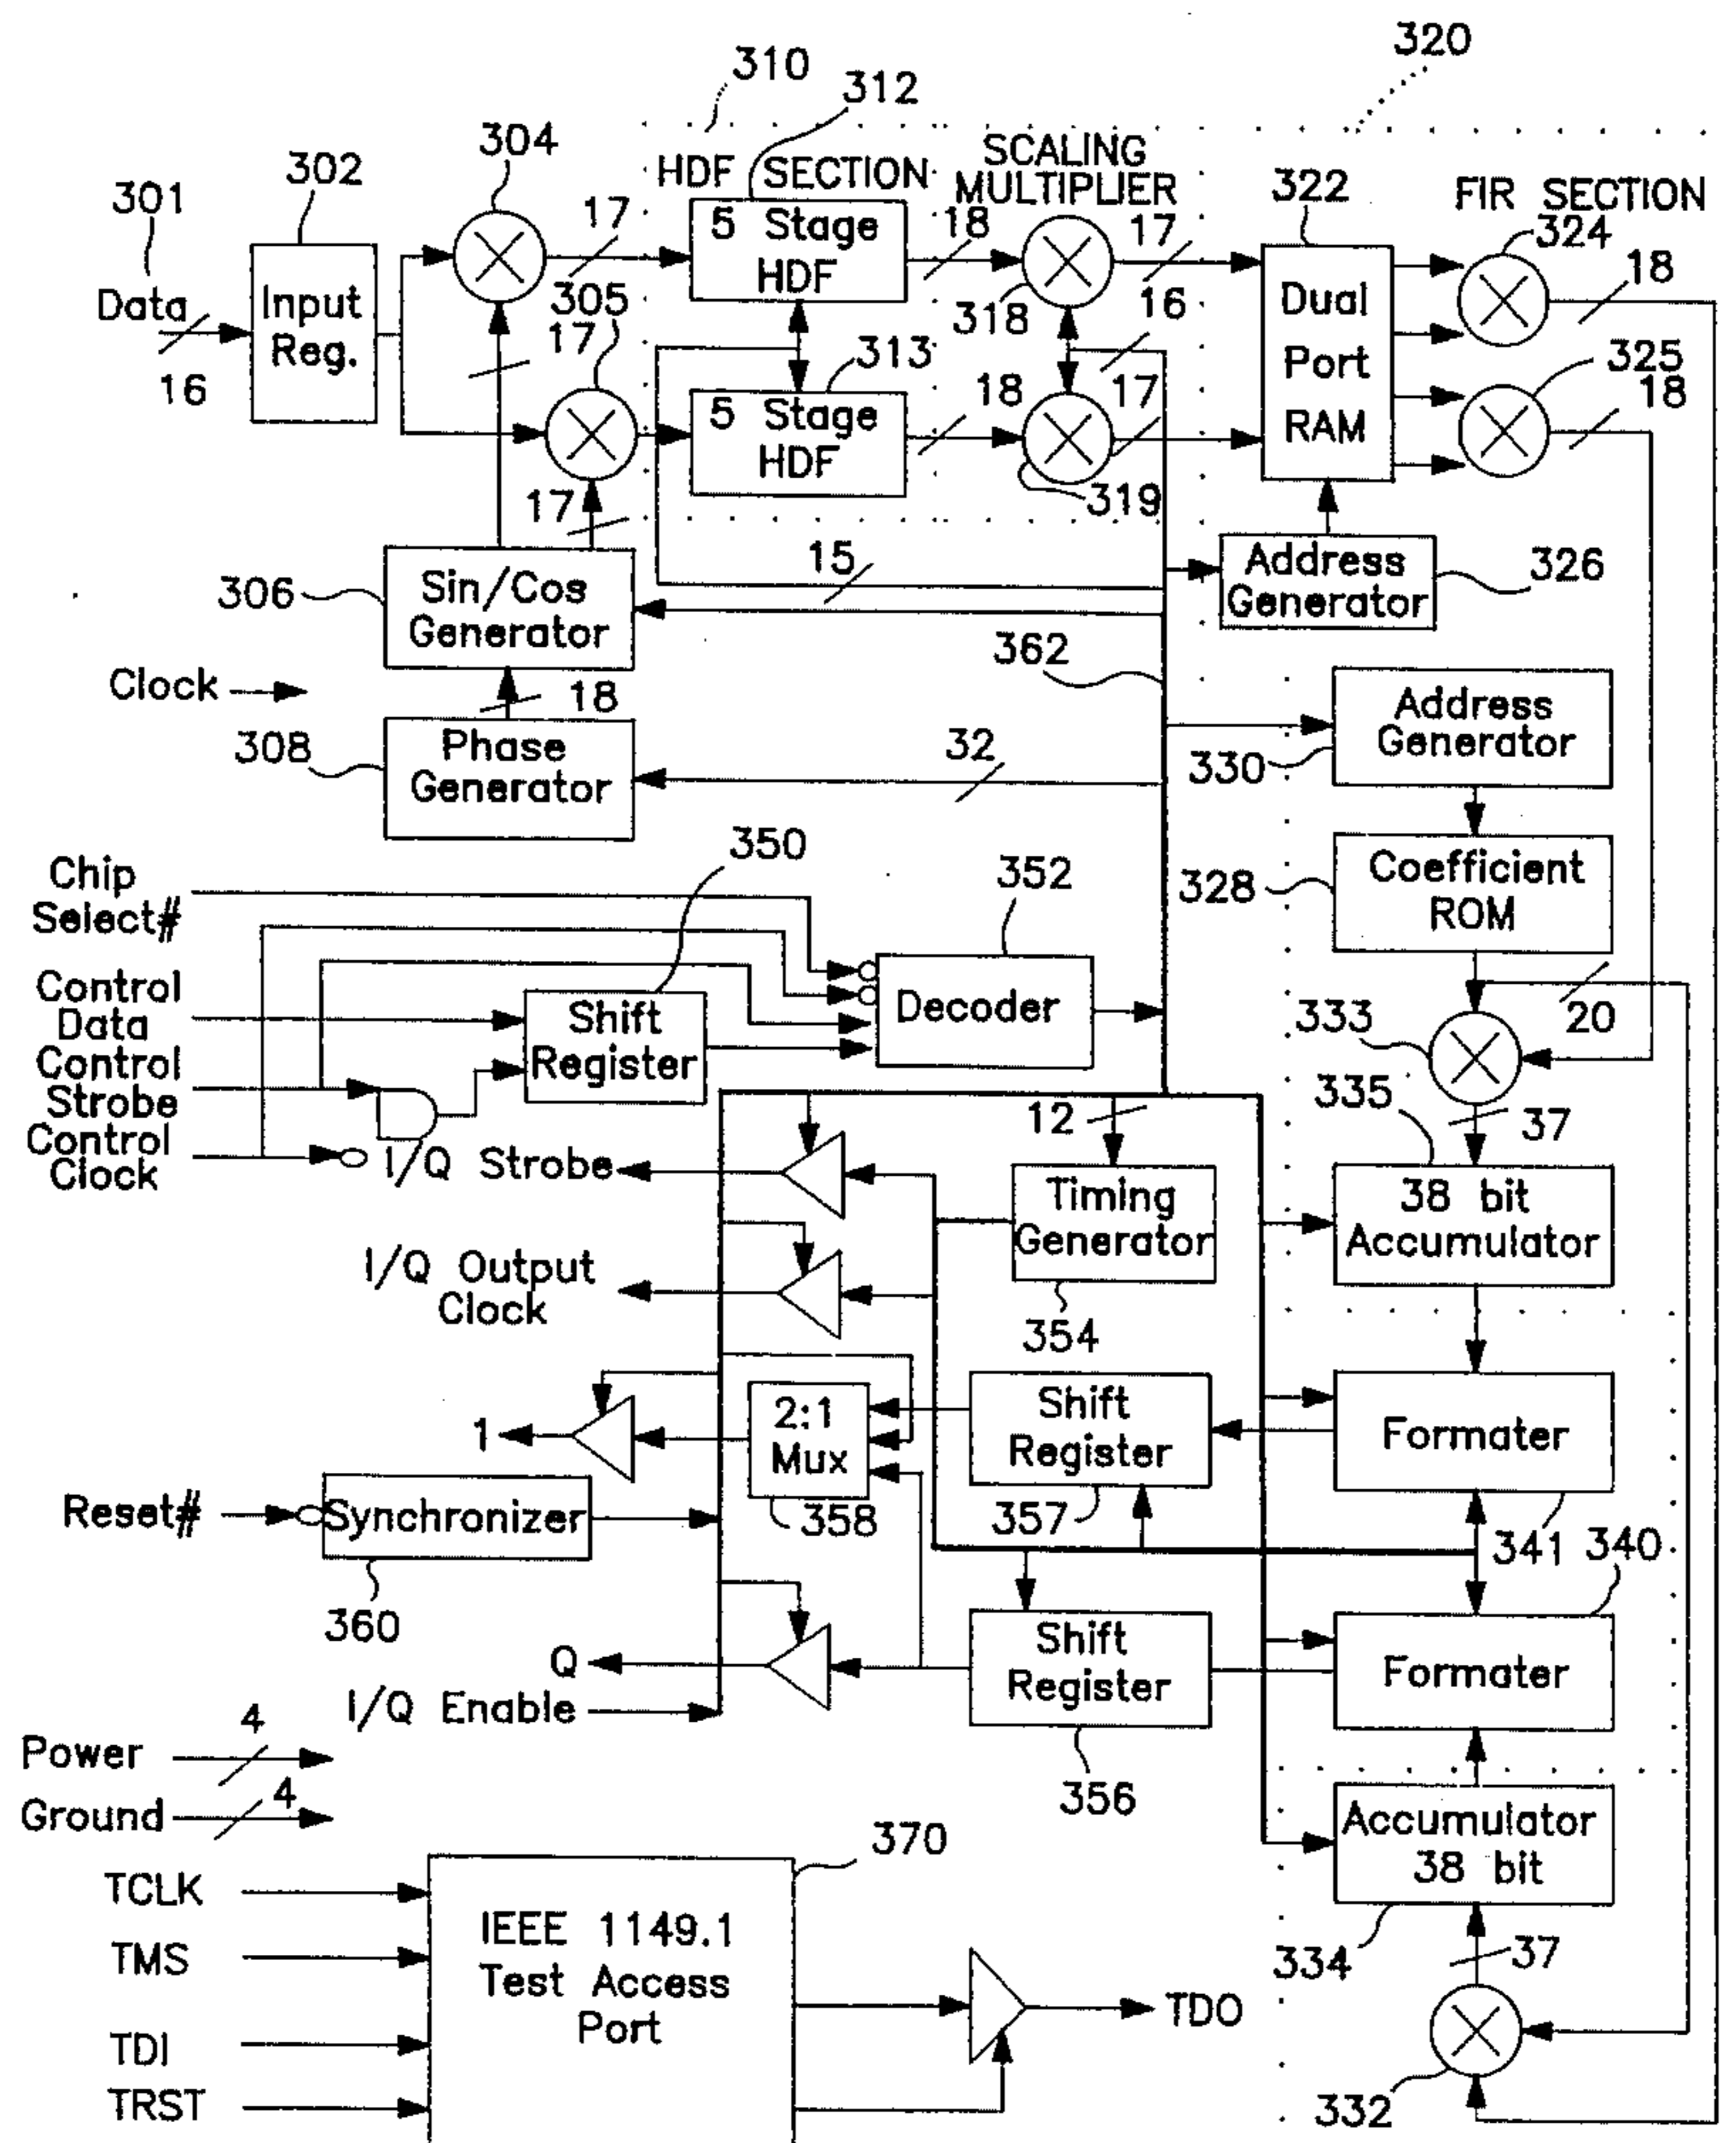 320
310
312
304
SCALING
HDF SECTION
MULTIPLIER
302
322
FIR SECTION
301
17
5 Stage
HDF
18
17
324
18
Data
Input
Reg.
305
318
16
Dual
Port
RAM
17
313
325
16
5 Stage
HDF
18
17
18
17
319
15
Address
Generator
326
306
Sin/Cos
Generator
362
Clock
18
Address
Generator
308
Phase
Generator
32
330
350
Chip
Select#
352
Coefficient
ROM
328
Control
Data
Shift
Register
Decoder
20
333
Control
Strobe
335
Control
Clock
12
37
I/Q Strobe
Timing
Generator
38 bit
Accumulator
I/Q Output
Clock
354
2:1
Mux
Shift
Register
Formater
1
Reset#
Synchronizer
358
357
341
340
360
Q
Shift
Register
Formater
I/Q Enable
4
Power
356
4
Ground
Accumulator
38 bit
370
TCLK
IEEE 1149.1
Test Access
Port
TMS
334
37
TDO
TDI
TRST
332